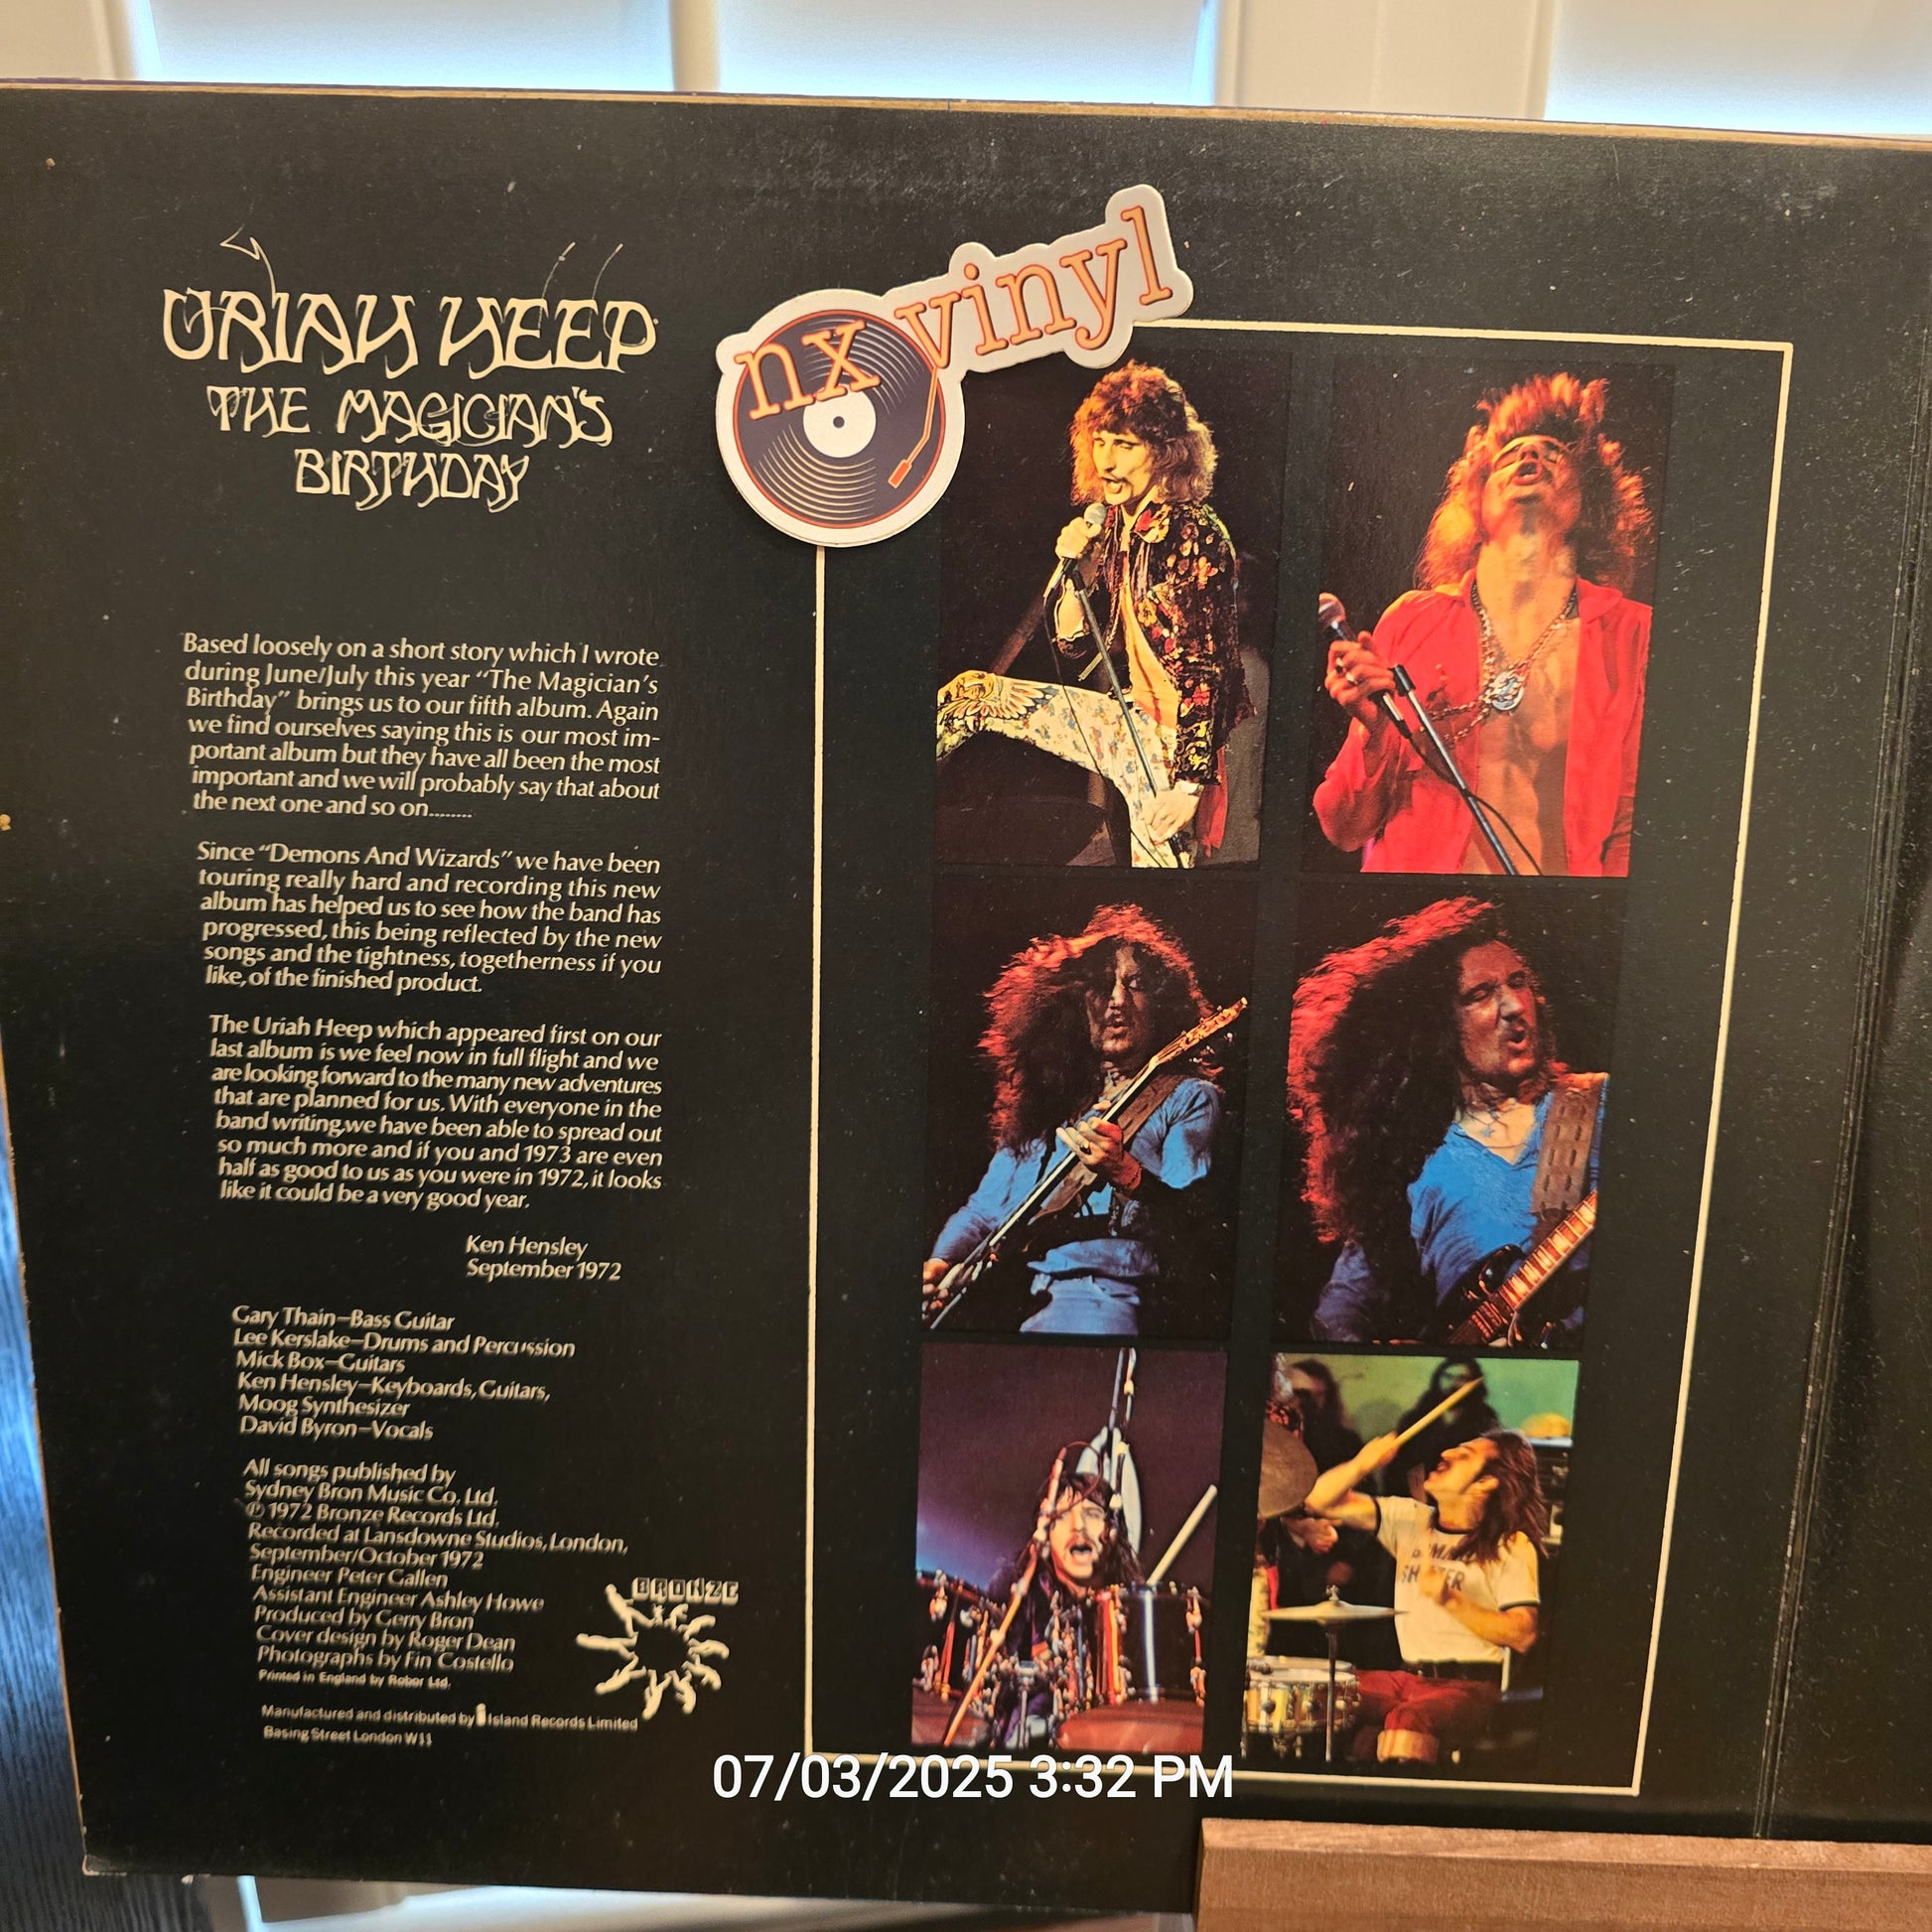 URIAH HEEP
THE MAGICIAN'S
BIRTHDAY
nx vinyl
Based loosely on a short story which I wrote
during June/July this year “The Magician’s
Birthday” brings us to our fifth album. Again
we find ourselves saying this is our most im-
portant album but they have all been the most
important and we will probably say that about
the next one and so on........
Since “Demons And Wizards” we have been
touring really hard and recording this new
album has helped us to see how the band has
progressed, this being reflected by the new
songs and the tightness, togetherness if you
like, of the finished product.
The Uriah Heep which appeared first on our
last album is we feel now in full flight and we
are looking forward to the many new adventures
that are planned for us. With everyone in the
band writing, we have been able to spread out
so much more and if you and 1973 are even
half as good to us as you were in 1972, it looks
like it could be a very good year.
Ken Hensley
September 1972
Gary Thain—Bass Guitar
Lee Kerslake—Drums and Percussion
Mick Box—Guitars
Ken Hensley—Keyboards, Guitars,
Moog Synthesizer
David Byron—Vocals
All songs published by
Sydney Bron Music Co. Ltd.
℗ 1972 Bronze Records Ltd.
Recorded at Lansdowne Studios, London,
September/October 1972
Engineer Peter Gallen
Assistant Engineer Ashley Howe
Produced by Gerry Bron
Cover design by Roger Dean
Photographs by Fin Costello
Printed in England by Robor Ltd.
BRONZE
Manufactured and distributed by Island Records Limited
Basing Street London W11
07/03/2025 3:32 PM